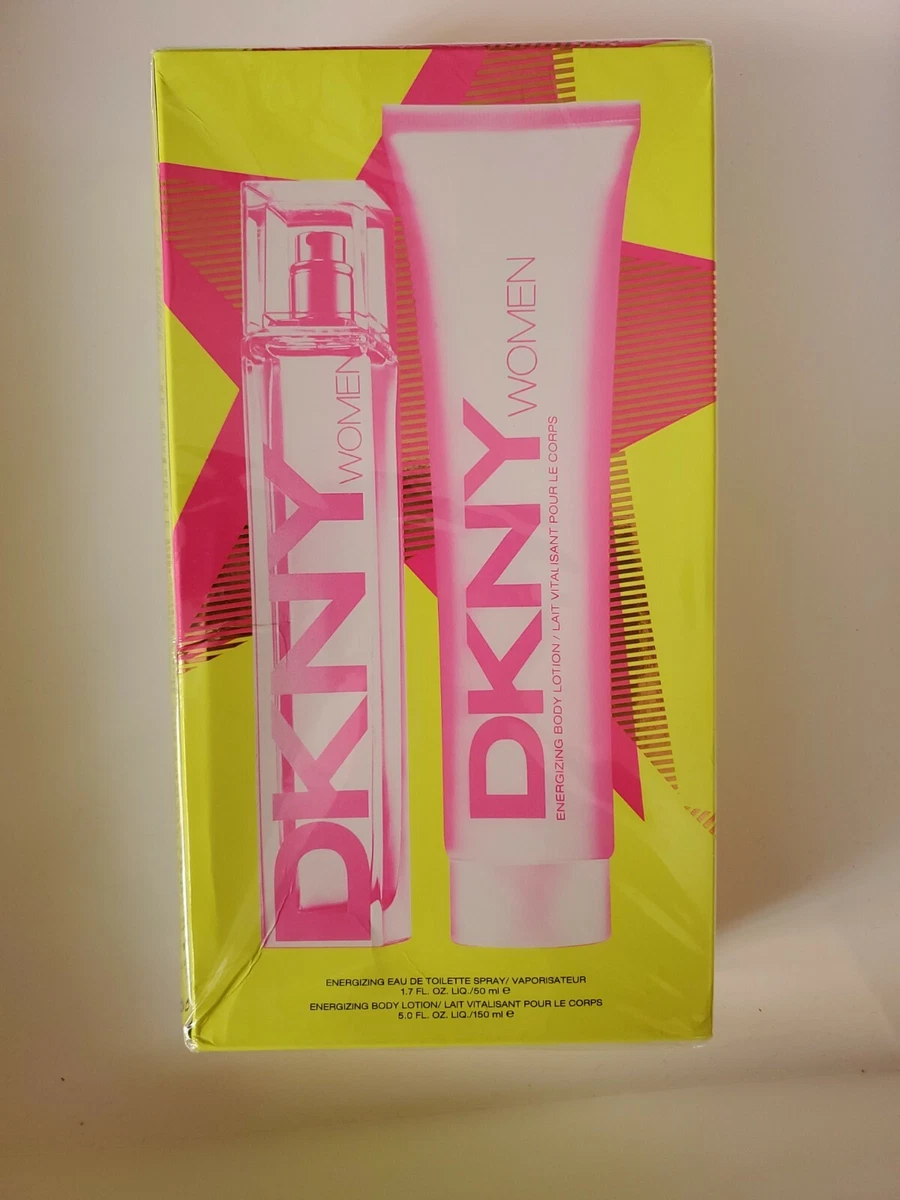 DKNY WOMEN
DKNY WOMEN
ENERGIZING BODY LOTION / LAIT VITALISANT POUR LE CORPS
ENERGIZING EAU DE TOILETTE SPRAY/ VAPORISATEUR
1.7 FL. OZ. LIQ./50 ml ℮
ENERGIZING BODY LOTION/ LAIT VITALISANT POUR LE CORPS
5.0 FL. OZ. LIQ./150 ml ℮